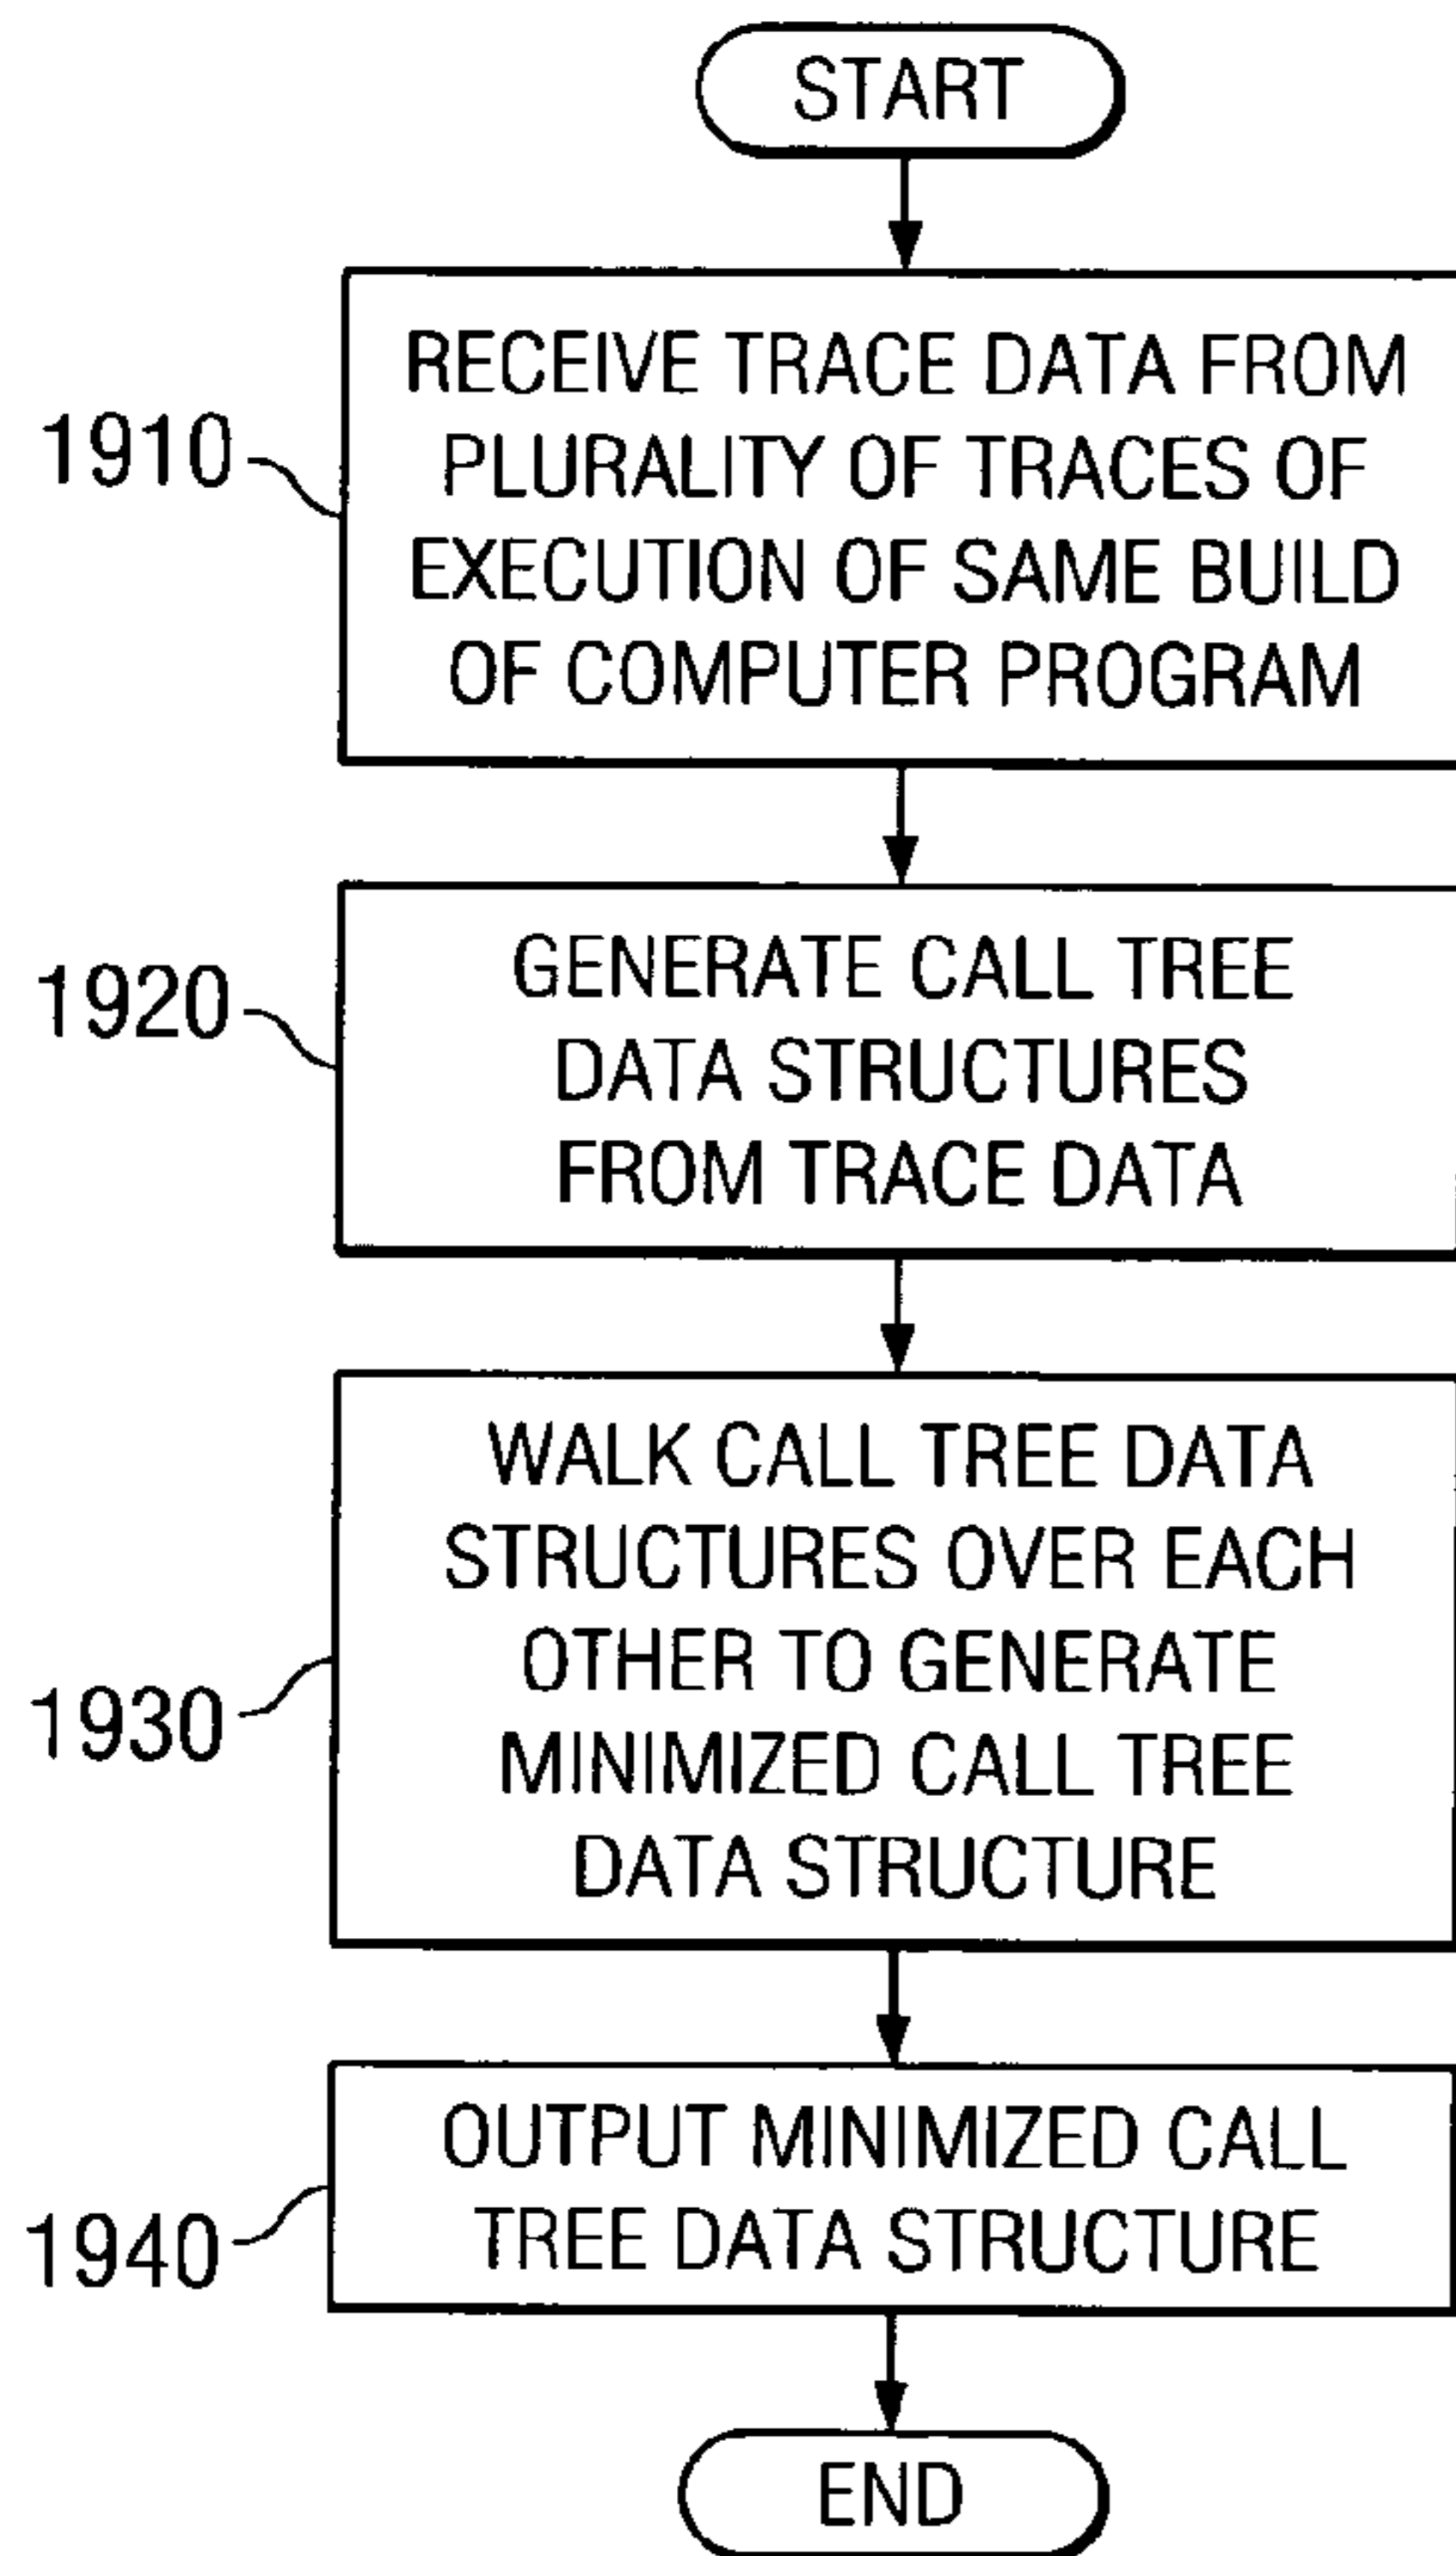 START
1910
RECEIVE TRACE DATA FROM
PLURALITY OF TRACES OF
EXECUTION OF SAME BUILD
OF COMPUTER PROGRAM
1920
GENERATE CALL TREE
DATA STRUCTURES
FROM TRACE DATA
1930
WALK CALL TREE DATA
STRUCTURES OVER EACH
OTHER TO GENERATE
MINIMIZED CALL TREE
DATA STRUCTURE
1940
OUTPUT MINIMIZED CALL
TREE DATA STRUCTURE
END